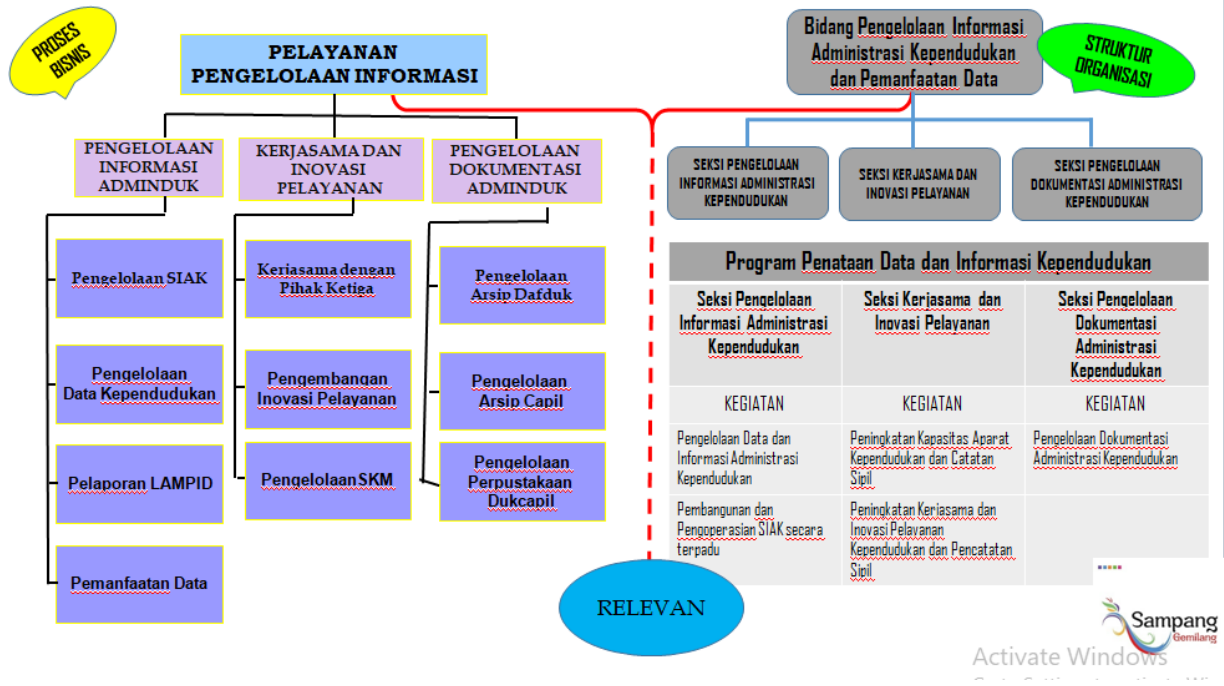 PROSES
BISNIS
PELAYANAN
PENGELOLAAN INFORMASI
PENGELOLAAN
INFORMASI
ADMINDUK
KERJASAMA DAN
INOVASI
PELAYANAN
PENGELOLAAN
DOKUMENTASI
ADMINDUK
Pengelolaan SIAK
Pengelolaan
Data Kependudukan
Pelaporan LAMPID
Pemanfaatan Data
Kerjasama dengan
Pihak Ketiga
Pengembangan
Inovasi Pelayanan
Pengelolaan SKM
Pengelolaan
Arsip Dafduk
Pengelolaan
Arsip Capil
Pengelolaan
Perpustakaan
Dukcapil
Bidang Pengelolaan Informasi
Administrasi Kependudukan
dan Pemanfaatan Data
STRUKTUR
ORGANISASI
SEKSI PENGELOLAAN
INFORMASI ADMINISTRASI
KEPENDUDUKAN
SEKSI KERJASAMA DAN
INOVASI PELAYANAN
SEKSI PENGELOLAAN
DOKUMENTASI ADMINISTRASI
KEPENDUDUKAN
Program Penataan Data dan Informasi Kependudukan
Seksi Pengelolaan
Informasi Administrasi
Kependudukan
Seksi Kerjasama dan
Inovasi Pelayanan
Seksi Pengelolaan
Dokumentasi
Administrasi
Kependudukan
KEGIATAN
KEGIATAN
KEGIATAN
Pengelolaan Data dan
Informasi Administrasi
Kependudukan
Peningkatan Kapasitas Aparat
Kependudukan dan Catatan
Sipil
Pengelolaan Dokumentasi
Administrasi Kependudukan
Pembangunan dan
Pengoperasian SIAK secara
terpadu
Peningkatan Kerjasama dan
Inovasi Pelayanan
Kependudukan dan Pencatatan
Sipil
RELEVAN
Sampang
Gemilang
Activate Windows